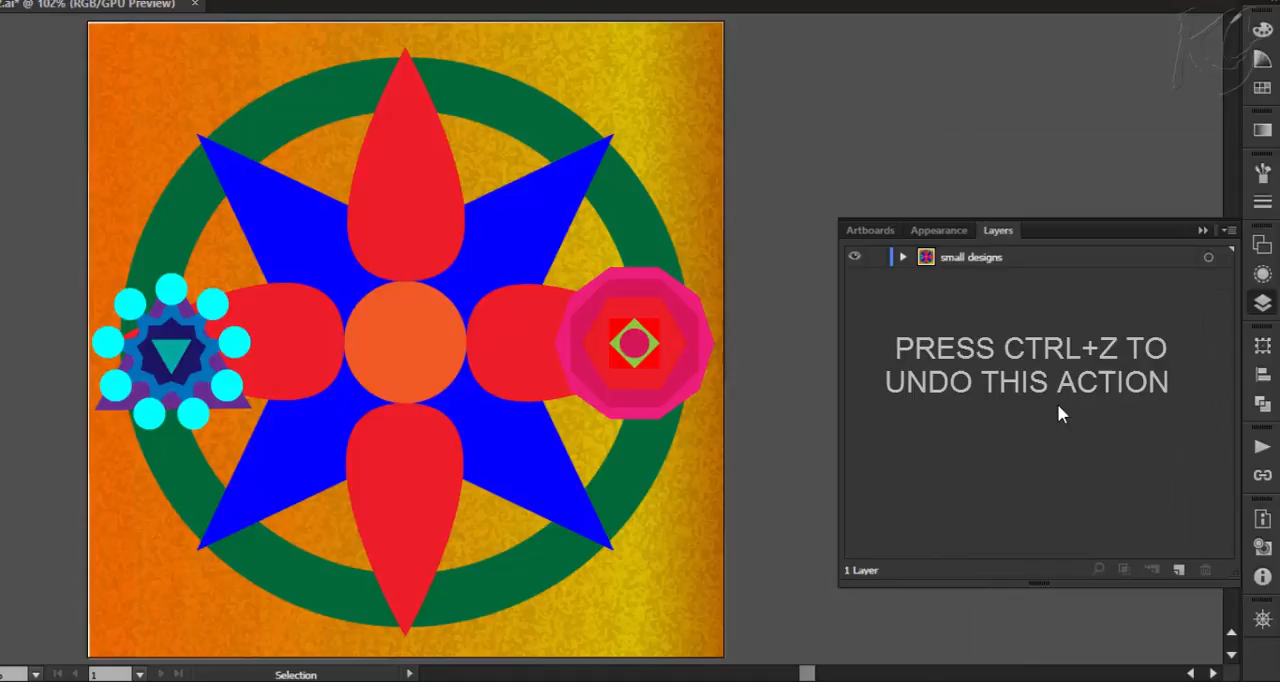 2.ai* @ 102% (RGB/GPU Preview) ×
Artboards Appearance Layers
small designs
PRESS CTRL+Z TO
UNDO THIS ACTION
1 Layer
1
Selection